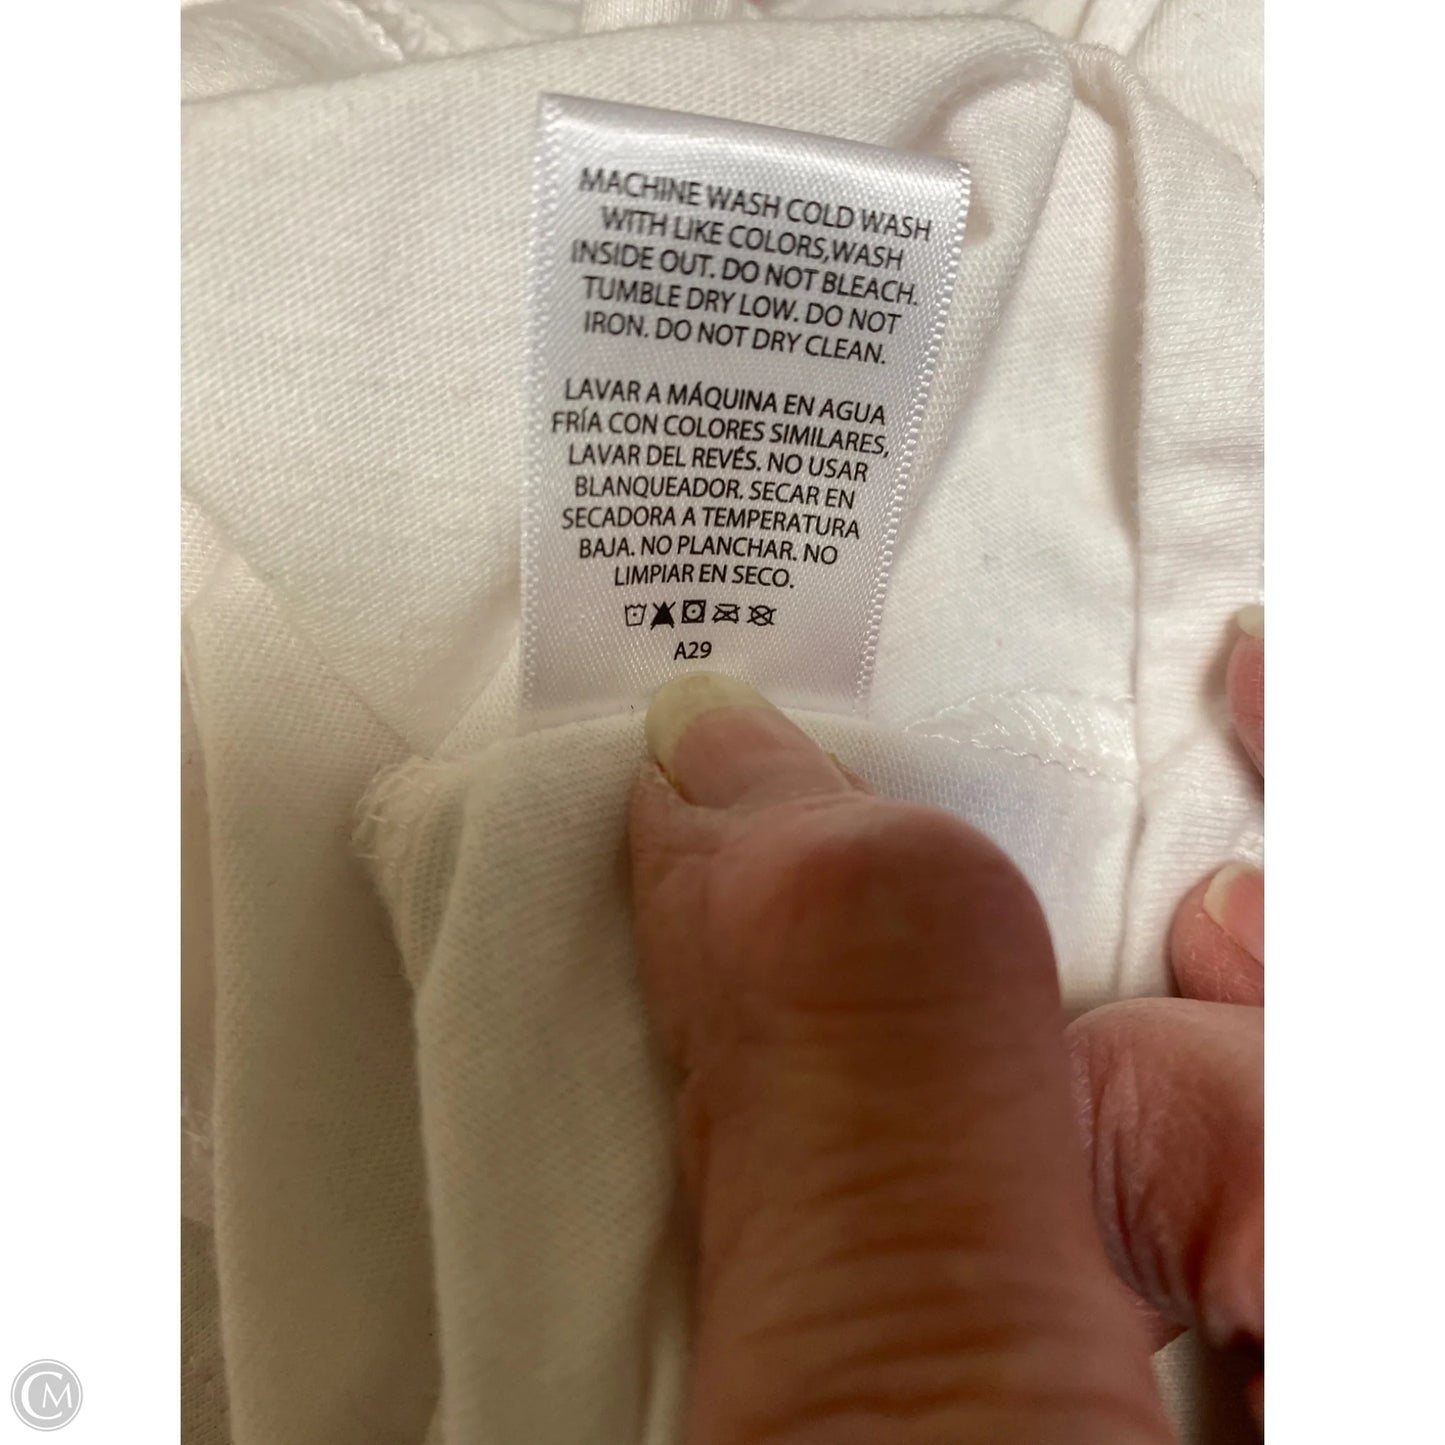 MACHINE WASH COLD WASH
WITH LIKE COLORS,WASH
INSIDE OUT. DO NOT BLEACH.
TUMBLE DRY LOW. DO NOT
IRON. DO NOT DRY CLEAN.
LAVAR A MÁQUINA EN AGUA
FRÍA CON COLORES SIMILARES,
LAVAR DEL REVÉS. NO USAR
BLANQUEADOR. SECAR EN
SECADORA A TEMPERATURA
BAJA. NO PLANCHAR. NO
LIMPIAR EN SECO.
A29
CM